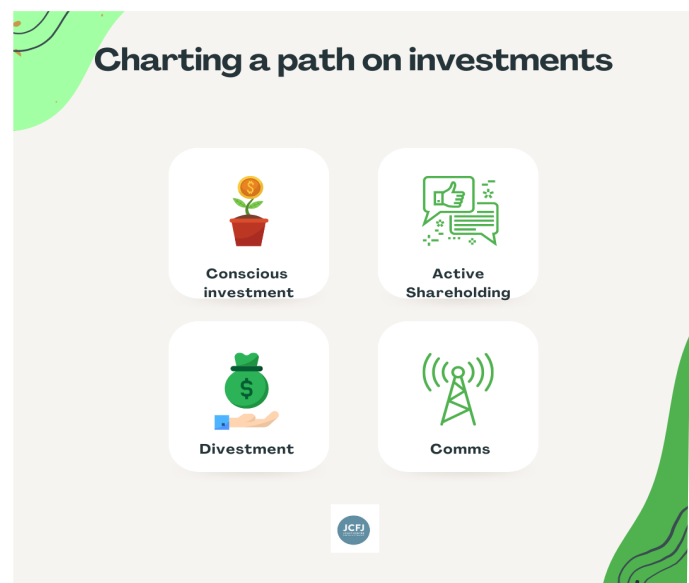 Charting a path on investments
$
Conscious
investment
Active
Shareholding
$
Divestment
Comms
JCFJ